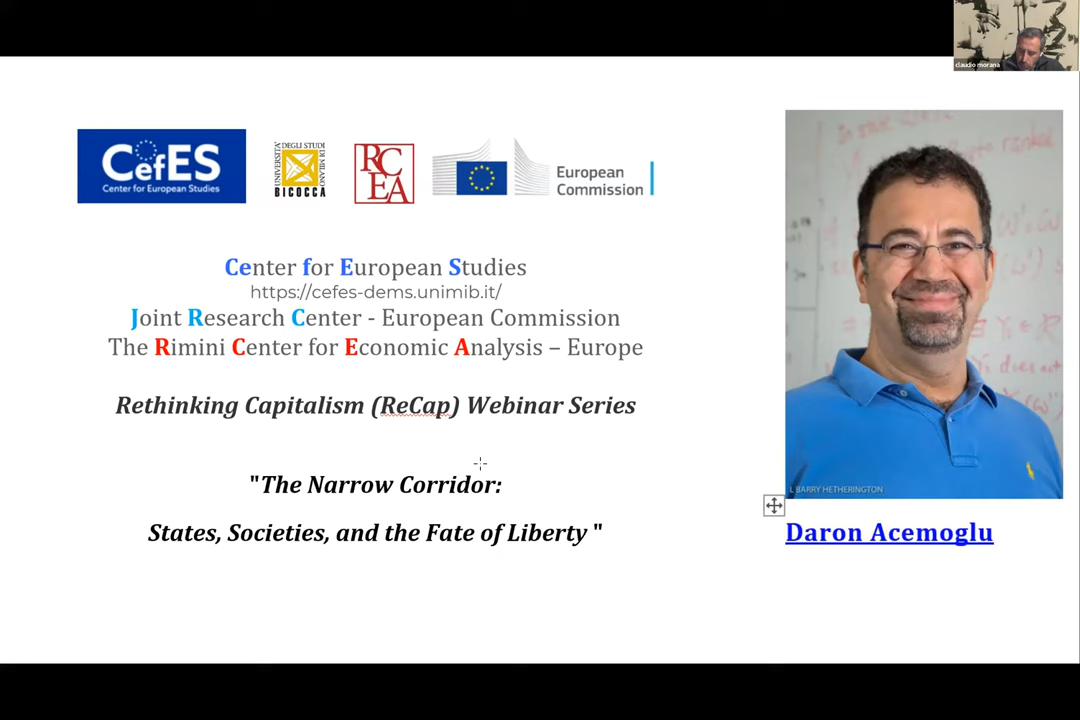 claudio morana
CefES
Center for European Studies
UNIVERSITA'
DEGLI STUDI
DI MILANO
BICOCCA
RC
EA
European
Commission
Center for European Studies
https://cefes-dems.unimib.it/
Joint Research Center - European Commission
The Rimini Center for Economic Analysis – Europe
Rethinking Capitalism (ReCap) Webinar Series
"The Narrow Corridor:
States, Societies, and the Fate of Liberty "
L BARRY HETHERINGTON
Daron Acemoglu